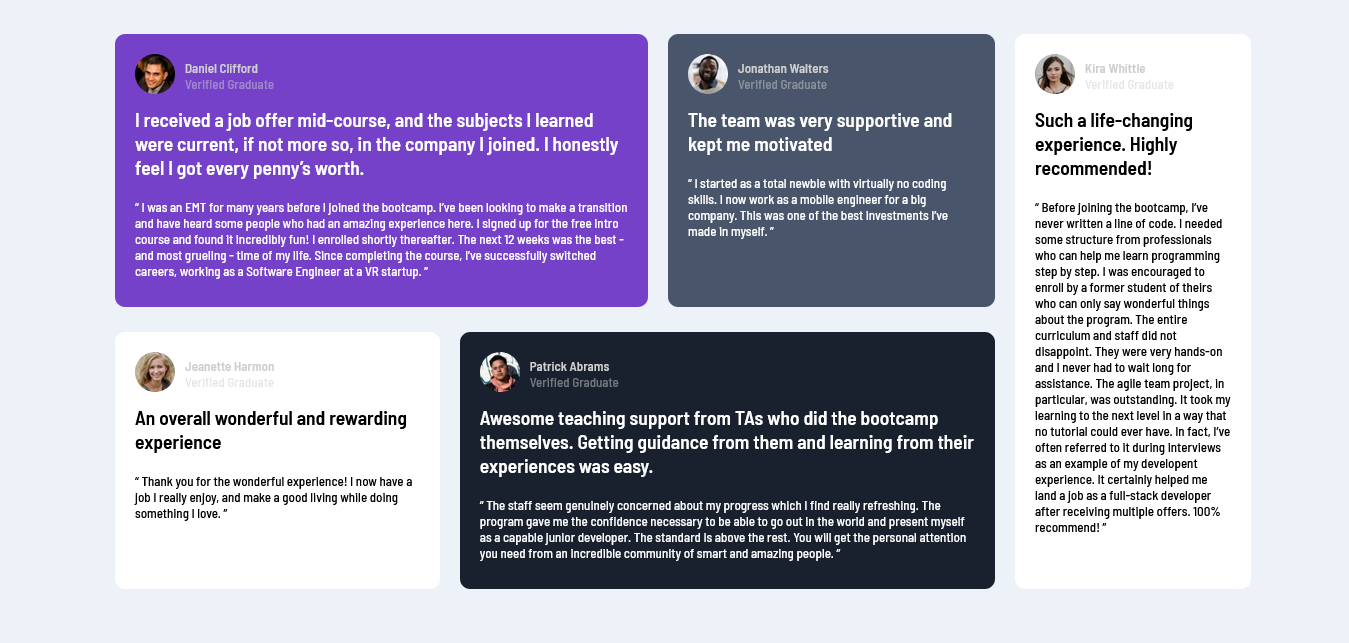 Daniel Clifford
Verified Graduate
I received a job offer mid-course, and the subjects I learned
were current, if not more so, in the company I joined. I honestly
feel I got every penny’s worth.
“ I was an EMT for many years before I joined the bootcamp. I’ve been looking to make a transition
and have heard some people who had an amazing experience here. I signed up for the free intro
course and found it incredibly fun! I enrolled shortly thereafter. The next 12 weeks was the best -
and most grueling - time of my life. Since completing the course, I’ve successfully switched
careers, working as a Software Engineer at a VR startup. ”
Jonathan Walters
Verified Graduate
The team was very supportive and
kept me motivated
“ I started as a total newbie with virtually no coding
skills. I now work as a mobile engineer for a big
company. This was one of the best investments I’ve
made in myself. ”
Kira Whittle
Verified Graduate
Such a life-changing
experience. Highly
recommended!
“ Before joining the bootcamp, I’ve
never written a line of code. I needed
some structure from professionals
who can help me learn programming
step by step. I was encouraged to
enroll by a former student of theirs
who can only say wonderful things
about the program. The entire
curriculum and staff did not
disappoint. They were very hands-on
and I never had to wait long for
assistance. The agile team project, in
particular, was outstanding. It took my
learning to the next level in a way that
no tutorial could ever have. In fact, I’ve
often referred to it during interviews
as an example of my developent
experience. It certainly helped me
land a job as a full-stack developer
after receiving multiple offers. 100%
recommend! ”
Jeanette Harmon
Verified Graduate
An overall wonderful and rewarding
experience
“ Thank you for the wonderful experience! I now have a
job I really enjoy, and make a good living while doing
something I love. ”
Patrick Abrams
Verified Graduate
Awesome teaching support from TAs who did the bootcamp
themselves. Getting guidance from them and learning from their
experiences was easy.
“ The staff seem genuinely concerned about my progress which I find really refreshing. The
program gave me the confidence necessary to be able to go out in the world and present myself
as a capable junior developer. The standard is above the rest. You will get the personal attention
you need from an incredible community of smart and amazing people. ”